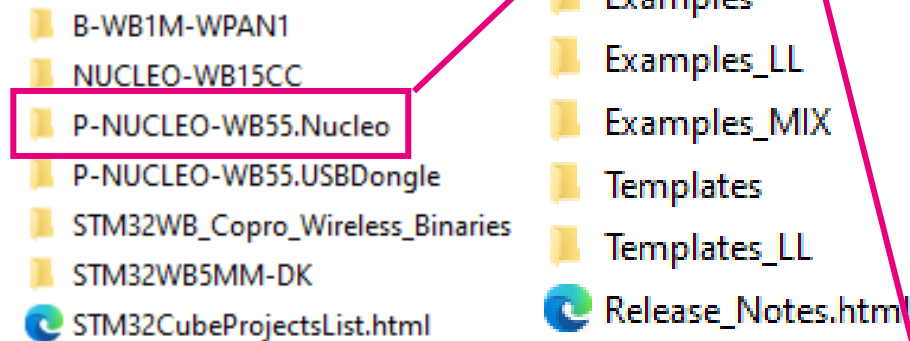 B-WB1M-WPAN1
NUCLEO-WB15CC
P-NUCLEO-WB55.Nucleo
P-NUCLEO-WB55.USBDongle
STM32WB_Copro_Wireless_Binaries
STM32WB5MM-DK
STM32CubeProjectsList.html
Examples
Examples_LL
Examples_MIX
Templates
Templates_LL
Release_Notes.html